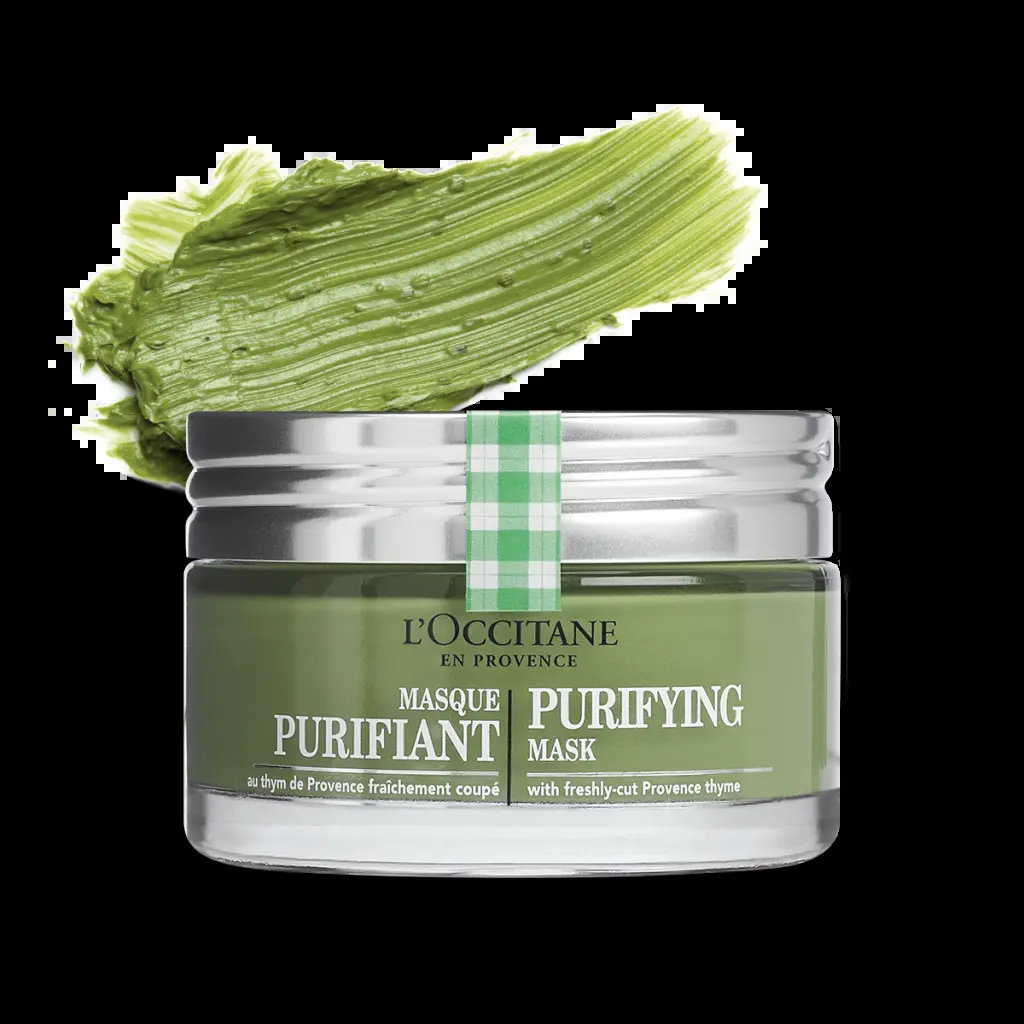 L'OCCITANE
EN PROVENCE
MASQUE
PURIFIANT
au thym de Provence fraîchement coupé
PURIFYING
MASK
with freshly-cut Provence thyme